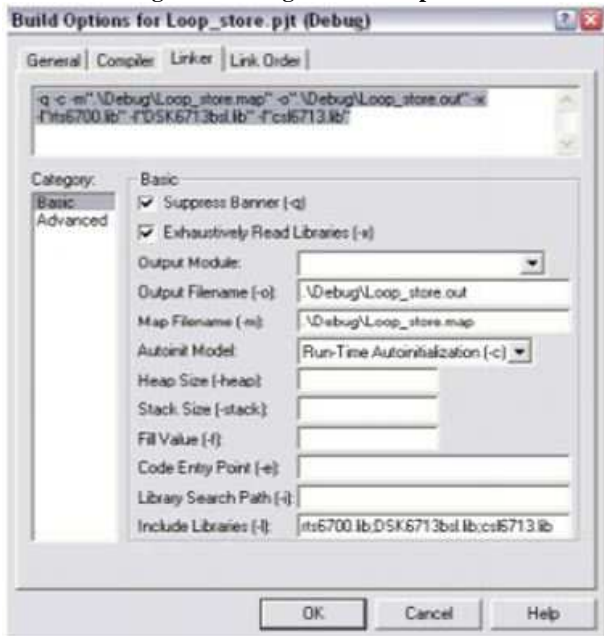 Build Options for Loop_store.pjt (Debug)
General Compiler Linker Link Order
-q -c -m".\Debug\Loop_store.map" -o".\Debug\Loop_store.out" -x
-l"rts6700.lib" -l"DSK6713bsl.lib" -l"csl6713.lib"
Category:
Basic
Advanced
Basic
Suppress Banner (-q)
Exhaustively Read Libraries (-x)
Output Module:
Output Filename (-o): .\Debug\Loop_store.out
Map Filename (-m): .\Debug\Loop_store.map
Autoinit Model: Run-Time Autoinitialization (-c)
Heap Size (-heap):
Stack Size (-stack):
Fill Value (-f):
Code Entry Point (-e):
Library Search Path (-i):
Include Libraries (-l): rts6700.lib;DSK6713bsl.lib;csl6713.lib
OK Cancel Help